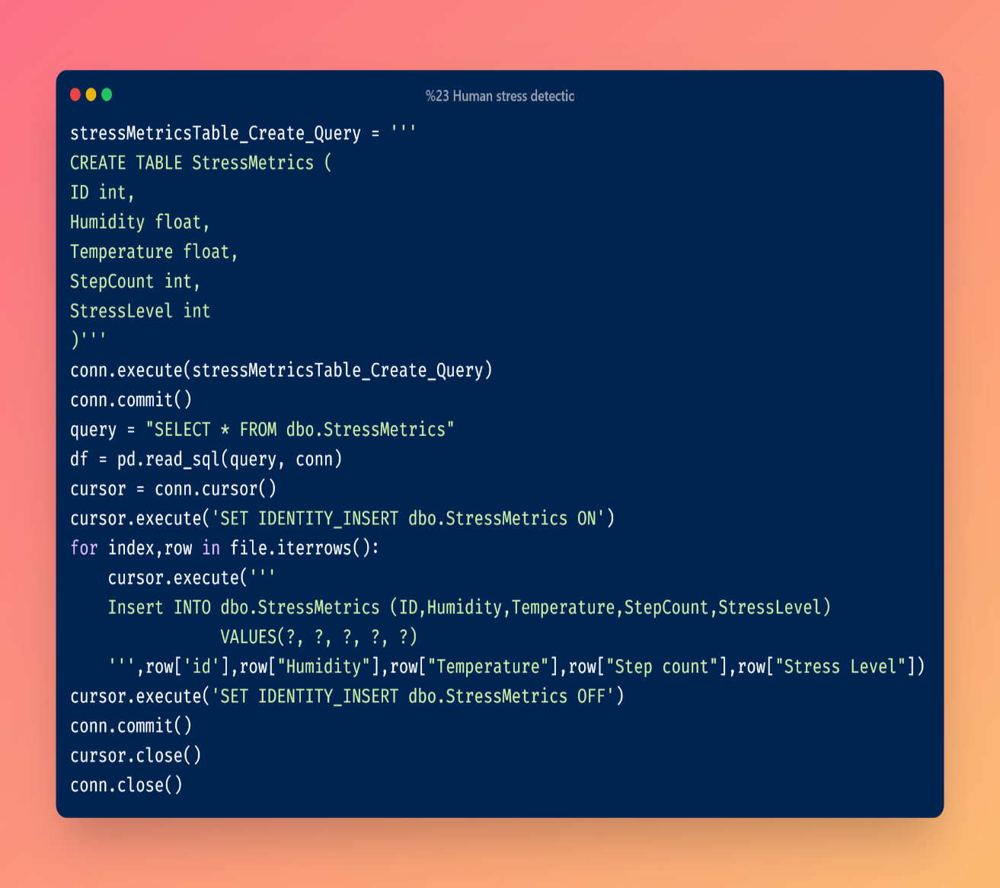 %23 Human stress detectic
stressMetricsTable_Create_Query = '''
CREATE TABLE StressMetrics (
ID int,
Humidity float,
Temperature float,
StepCount int,
StressLevel int
)'''
conn.execute(stressMetricsTable_Create_Query)
conn.commit()
query = "SELECT * FROM dbo.StressMetrics"
df = pd.read_sql(query, conn)
cursor = conn.cursor()
cursor.execute('SET IDENTITY_INSERT dbo.StressMetrics ON')
for index,row in file.iterrows():
    cursor.execute('''
    Insert INTO dbo.StressMetrics (ID,Humidity,Temperature,StepCount,StressLevel)
                VALUES(?, ?, ?, ?, ?)
    ''',row['id'],row["Humidity"],row["Temperature"],row["Step count"],row["Stress Level"])
cursor.execute('SET IDENTITY_INSERT dbo.StressMetrics OFF')
conn.commit()
cursor.close()
conn.close()